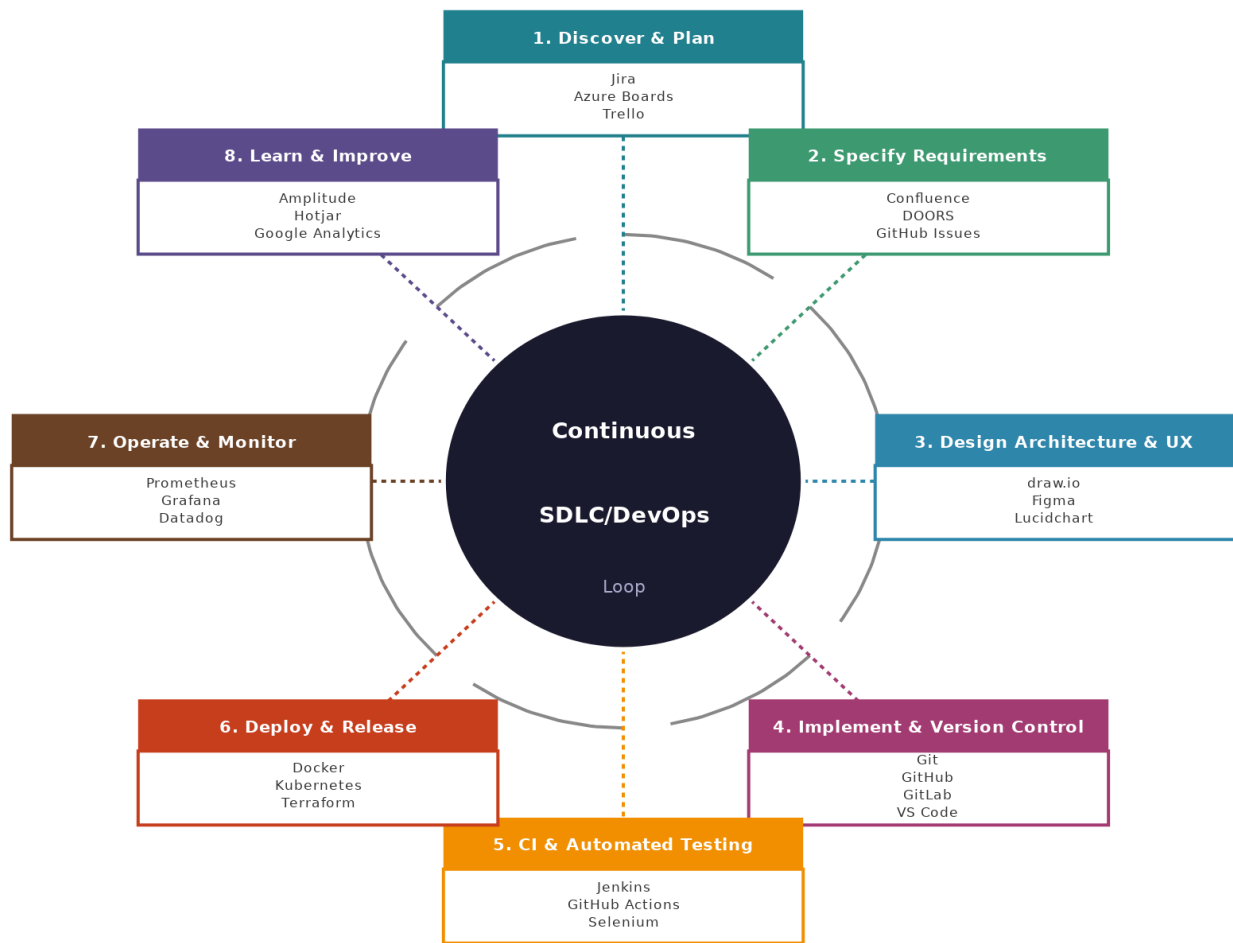 1. Discover & Plan
Jira
Azure Boards
Trello
2. Specify Requirements
Confluence
DOORS
GitHub Issues
3. Design Architecture & UX
draw.io
Figma
Lucidchart
4. Implement & Version Control
Git
GitHub
GitLab
VS Code
5. CI & Automated Testing
Jenkins
GitHub Actions
Selenium
6. Deploy & Release
Docker
Kubernetes
Terraform
7. Operate & Monitor
Prometheus
Grafana
Datadog
8. Learn & Improve
Amplitude
Hotjar
Google Analytics
Continuous
SDLC/DevOps
Loop